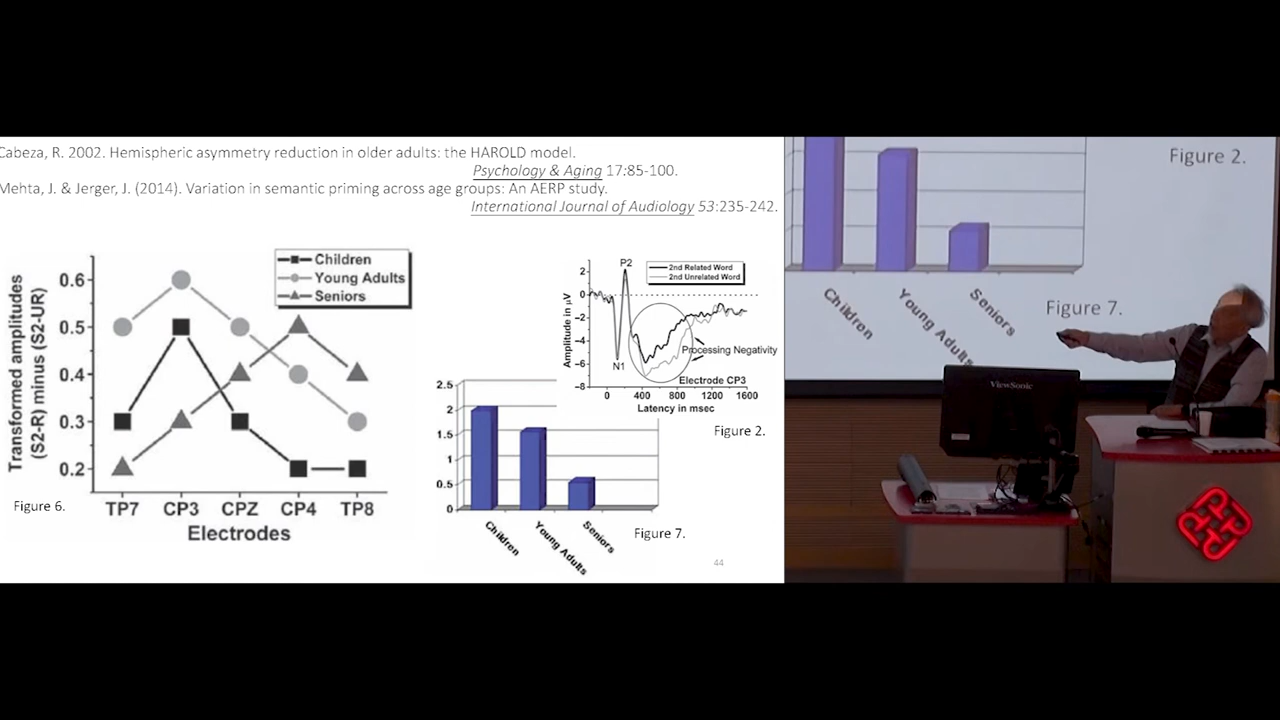 Cabeza, R. 2002. Hemispheric asymmetry reduction in older adults: the HAROLD model.
Psychology & Aging 17:85-100.
Mehta, J. & Jerger, J. (2014). Variation in semantic priming across age groups: An AERP study.
International Journal of Audiology 53:235-242.
Transformed amplitudes
(S2-R) minus (S2-UR)
0.6
0.5
0.4
0.3
0.2
Children
Young Adults
Seniors
TP7 CP3 CPZ CP4 TP8
Electrodes
Figure 6.
2.5
2
1.5
1
0.5
0
Children
Young Adults
Seniors
Figure 7.
Amplitude in µV
2
0
−2
−4
−6
−8
P2
N1
2nd Related Word
2nd Unrelated Word
Processing Negativity
Electrode CP3
0 400 800 1200 1600
Latency in msec
Figure 2.
44
Figure 2.
Children
Young Adults
Seniors
Figure 7.
ViewSonic